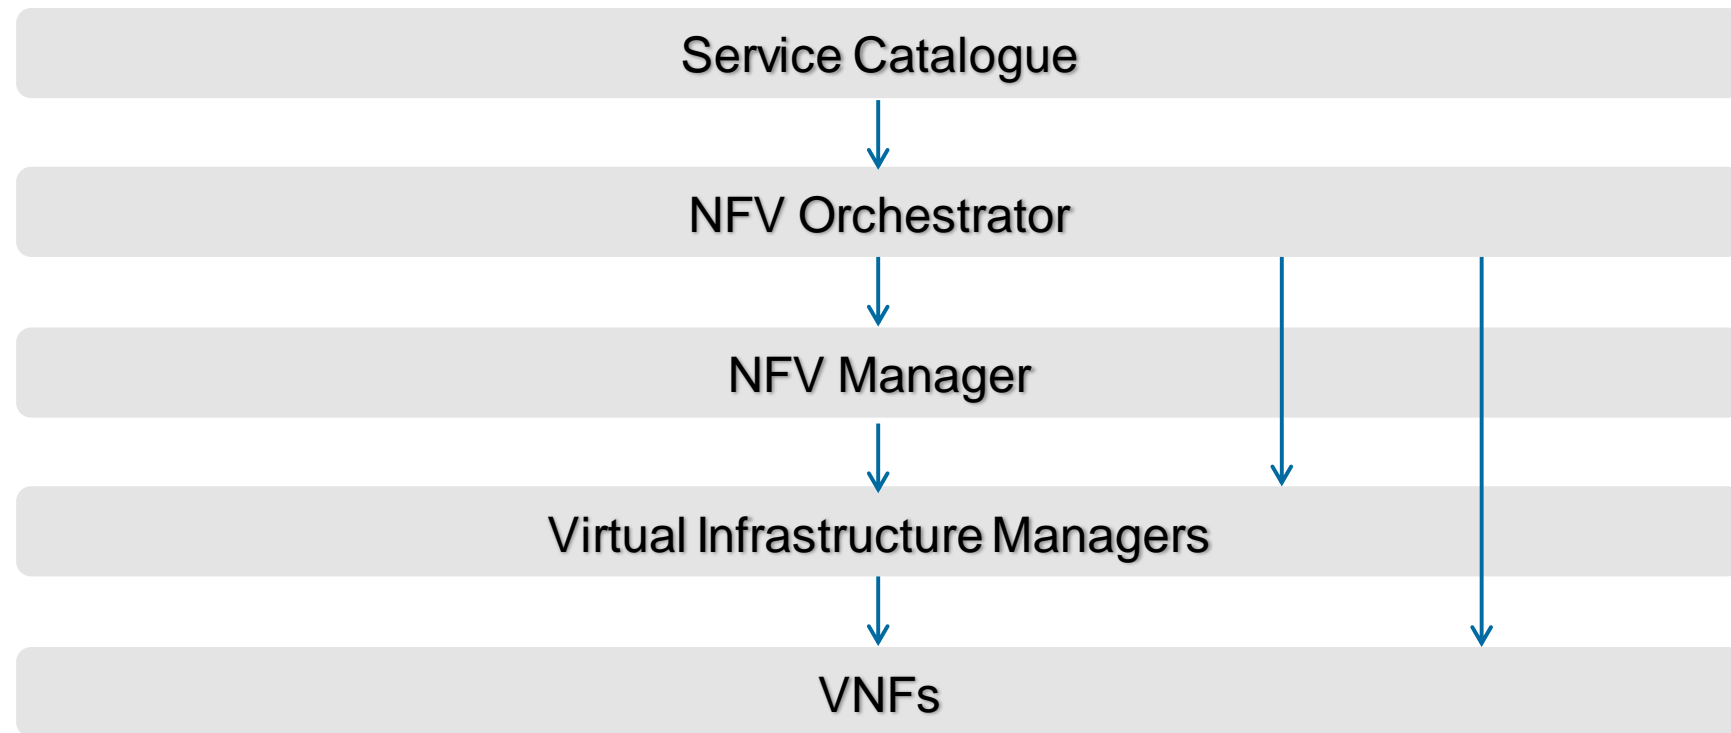 Service Catalogue
NFV Orchestrator
NFV Manager
Virtual Infrastructure Managers
VNFs